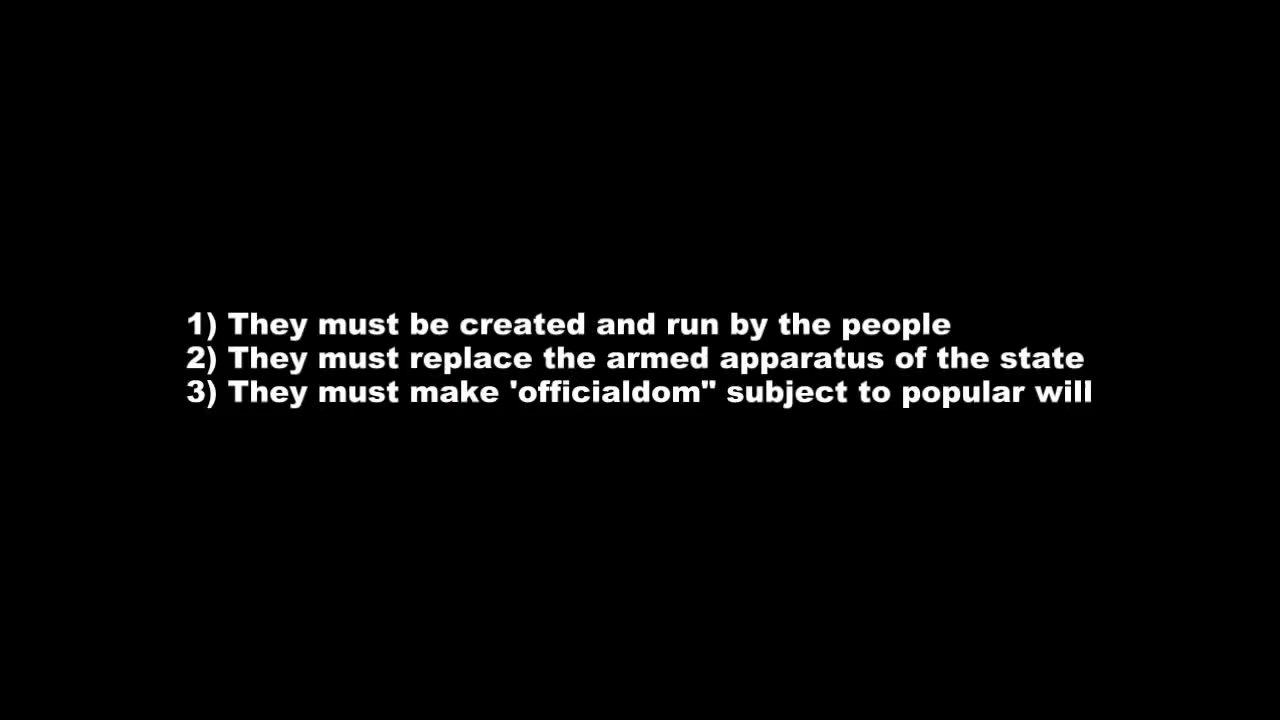 1) They must be created and run by the people
2) They must replace the armed apparatus of the state
3) They must make 'officialdom" subject to popular will